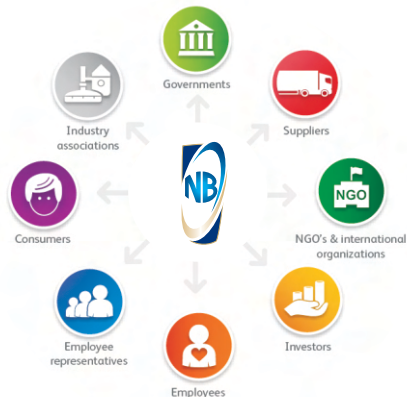 Governments
Industry
associations
Suppliers
NB
Consumers
NGO
NGO's & international
organizations
Employee
representatives
Investors
Employees